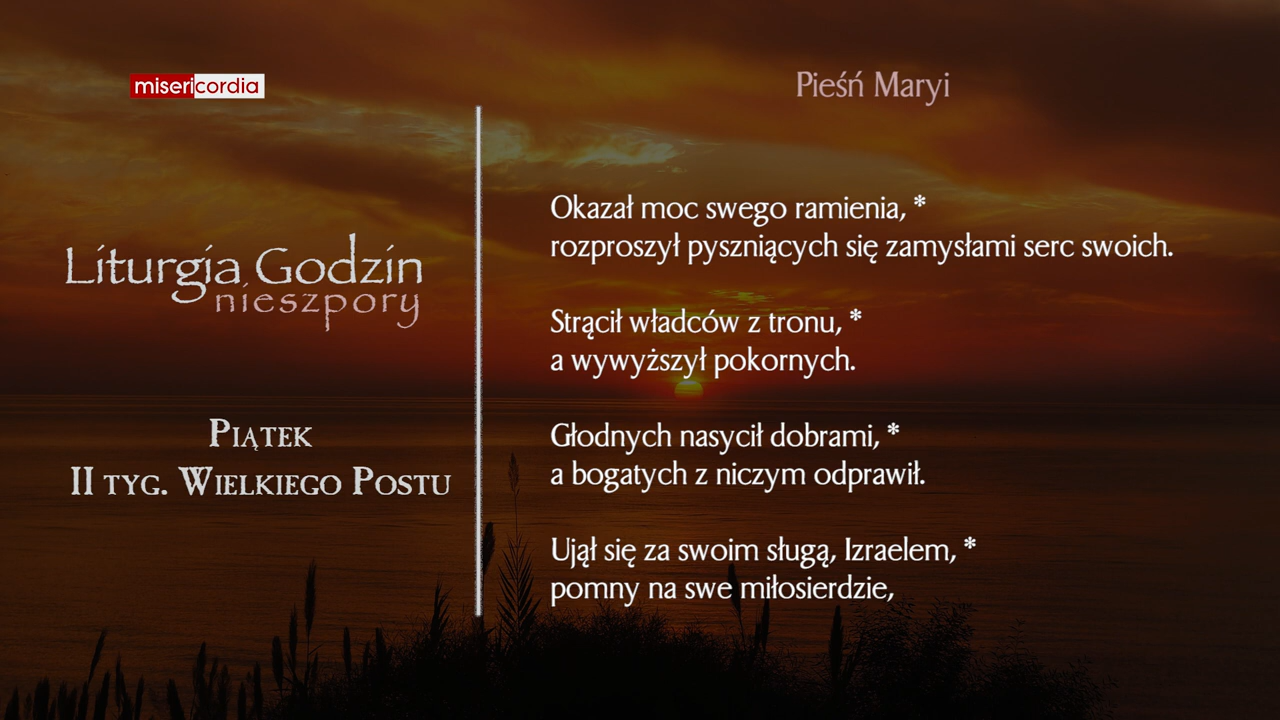 misericordia
Liturgia Godzin
nieszpory
Piątek
II tyg. Wielkiego Postu
Pieśń Maryi
Okazał moc swego ramienia, *
rozproszył pyszniących się zamysłami serc swoich.
Strącił władców z tronu, *
a wywyższył pokornych.
Głodnych nasycił dobrami, *
a bogatych z niczym odprawił.
Ujął się za swoim sługą, Izraelem, *
pomny na swe miłosierdzie,